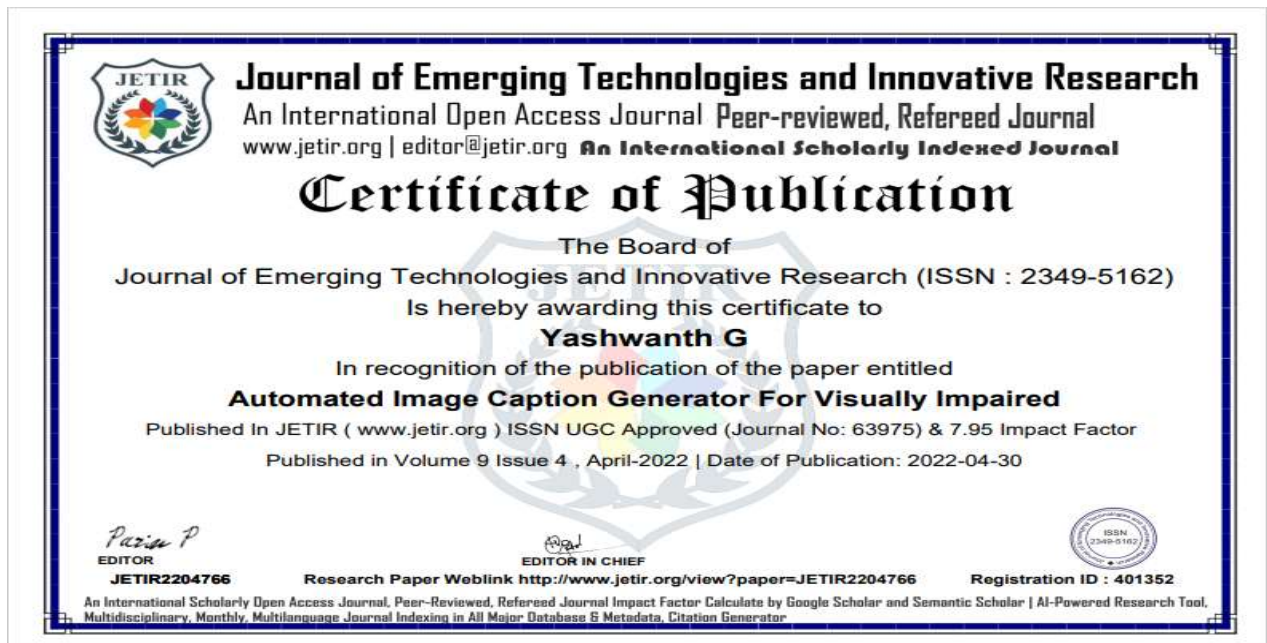 JETIR
Journal of Emerging Technologies and Innovative Research
An International Open Access Journal Peer-reviewed, Refereed Journal
www.jetir.org | editor@jetir.org An International Scholarly Indexed Journal
Certificate of Publication
The Board of
Journal of Emerging Technologies and Innovative Research (ISSN : 2349-5162)
Is hereby awarding this certificate to
Yashwanth G
In recognition of the publication of the paper entitled
Automated Image Caption Generator For Visually Impaired
Published In JETIR ( www.jetir.org ) ISSN UGC Approved (Journal No: 63975) & 7.95 Impact Factor
Published in Volume 9 Issue 4 , April-2022 | Date of Publication: 2022-04-30
JETIR
Paria P
EDITOR
EDITOR IN CHIEF
ISSN
2349-5162
JETIR2204766 Research Paper Weblink http://www.jetir.org/view?paper=JETIR2204766 Registration ID : 401352
An International Scholarly Open Access Journal, Peer-Reviewed, Refereed Journal Impact Factor Calculate by Google Scholar and Semantic Scholar | AI-Powered Research Tool,
Multidisciplinary, Monthly, Multilanguage Journal Indexing in All Major Database & Metadata, Citation Generator